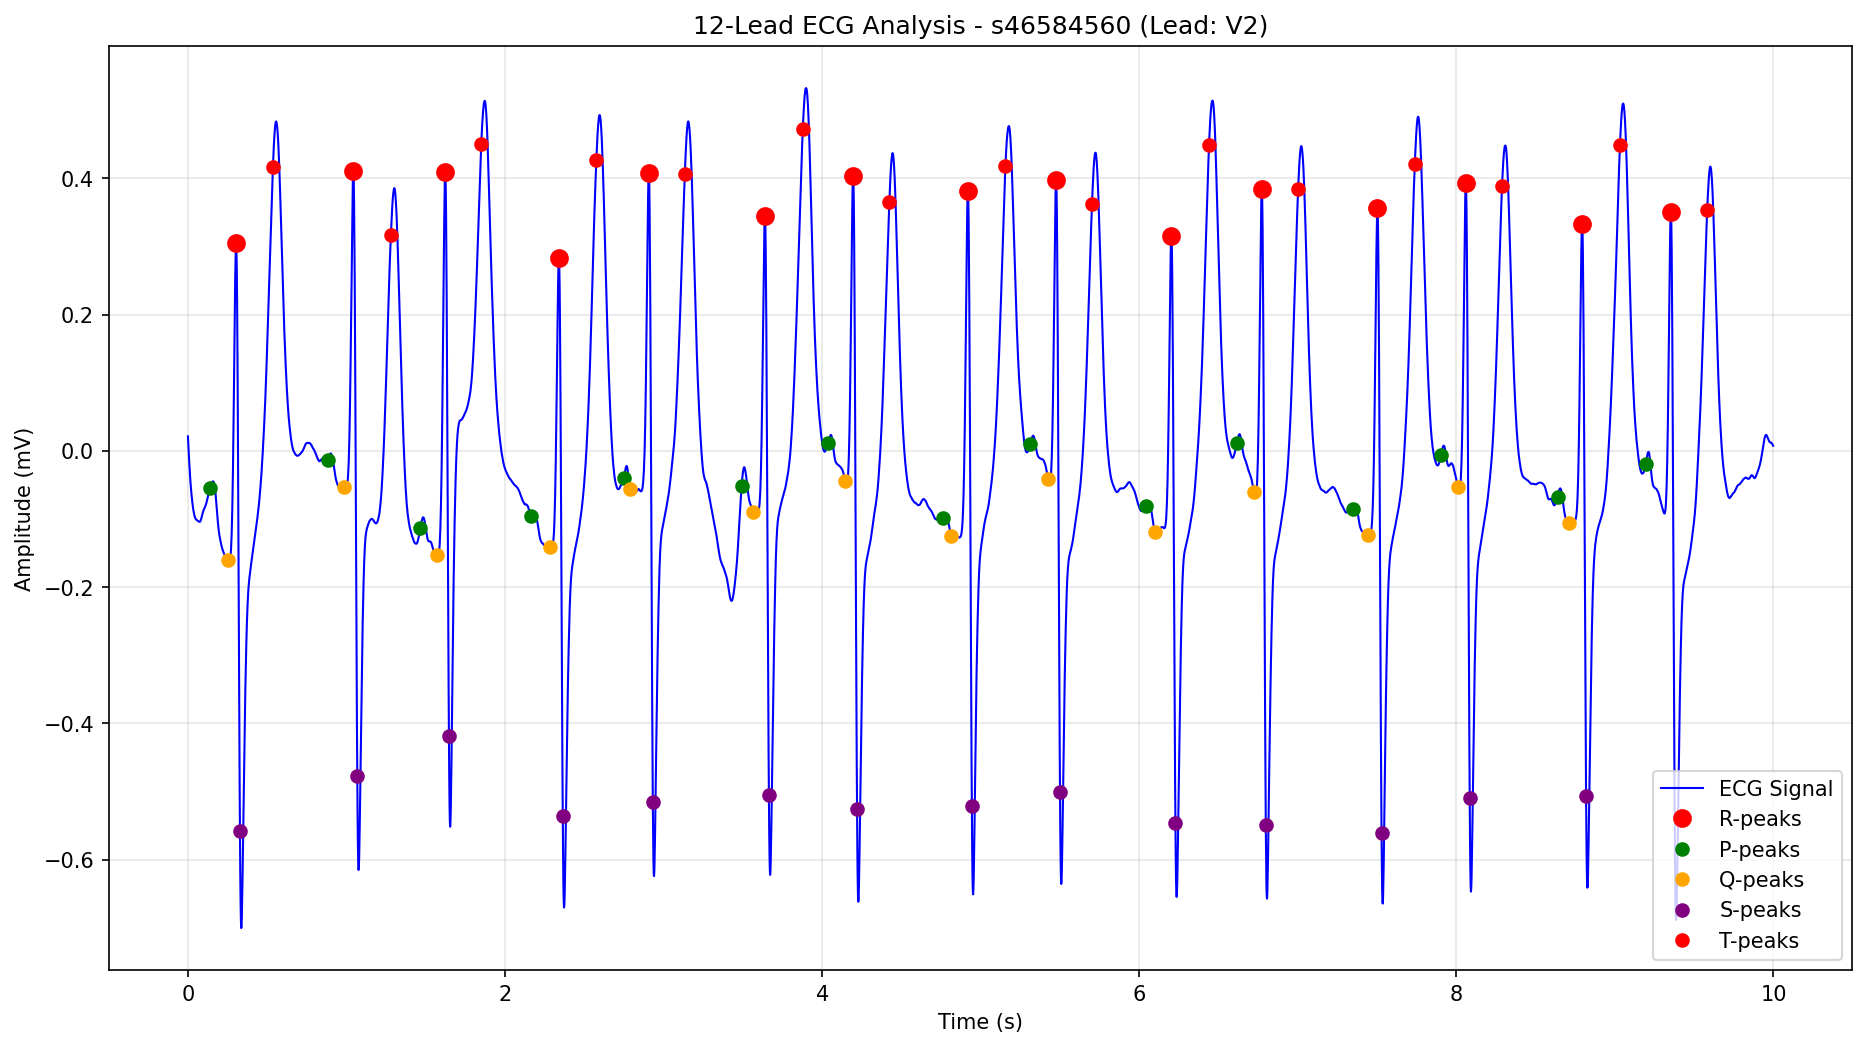 12-Lead ECG Analysis - s46584560 (Lead: V2)
Amplitude (mV)
0.4
0.2
0.0
−0.2
−0.4
−0.6
0
2
4
6
8
10
Time (s)
ECG Signal
R-peaks
P-peaks
Q-peaks
S-peaks
T-peaks